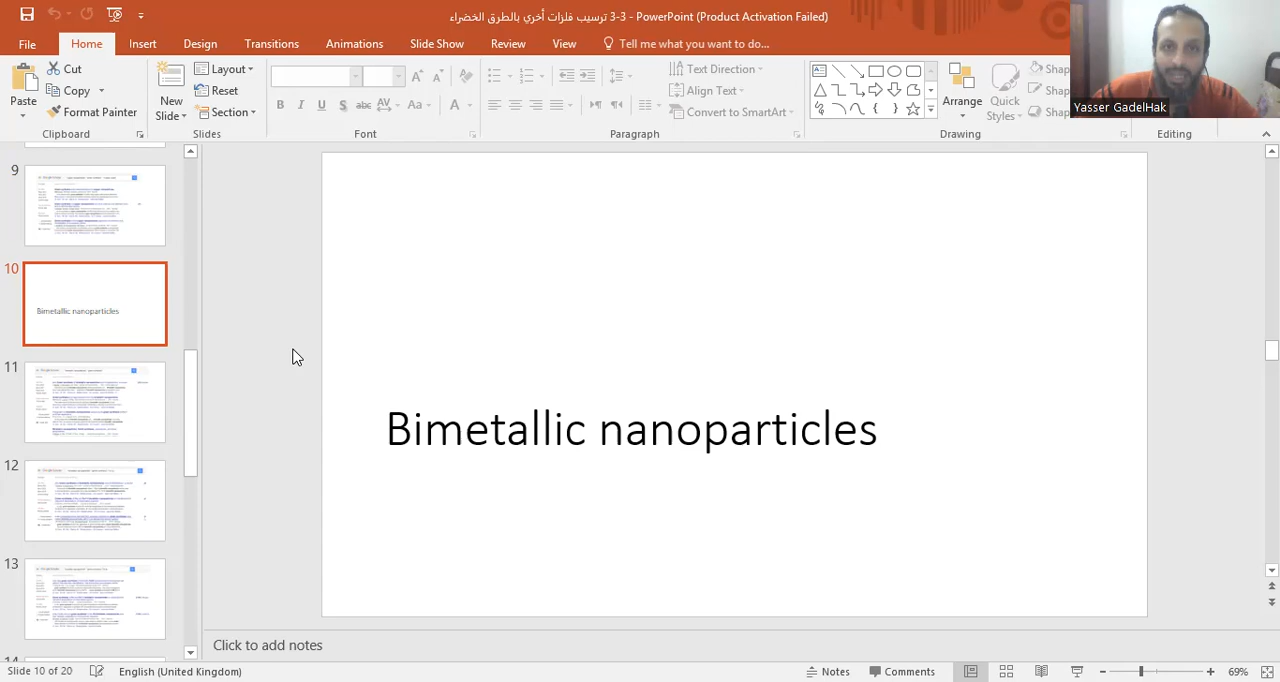 3-3 ترسيب فلزات أخري بالطرق الخضراء - PowerPoint (Product Activation Failed)
File Home Insert Design Transitions Animations Slide Show Review View Tell me what you want to do...
Cut
Copy
Format Painter
Paste
Clipboard
New
Slide
Layout
Reset
Section
Slides
B I U S abc AV Aa A
Font
Text Direction
Align Text
Convert to SmartArt
Paragraph
Arrange
Quick
Styles
Drawing
Editing
Yasser GadelHak
9
10
Bimetallic nanoparticles
11
12
13
Bimetallic nanoparticles
Click to add notes
Slide 10 of 20 English (United Kingdom) Notes Comments 69%